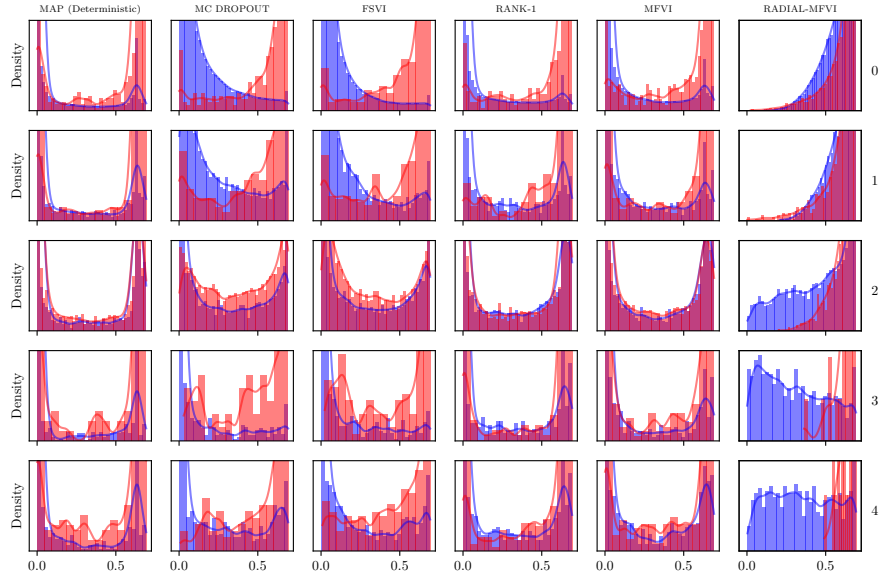 MAP (Deterministic) MC DROPOUT FSVI RANK-1 MFVI RADIAL-MFVI
Density 0
Density 1
Density 2
Density 3
Density 4
0.0 0.5 0.0 0.5 0.0 0.5 0.0 0.5 0.0 0.5 0.0 0.5